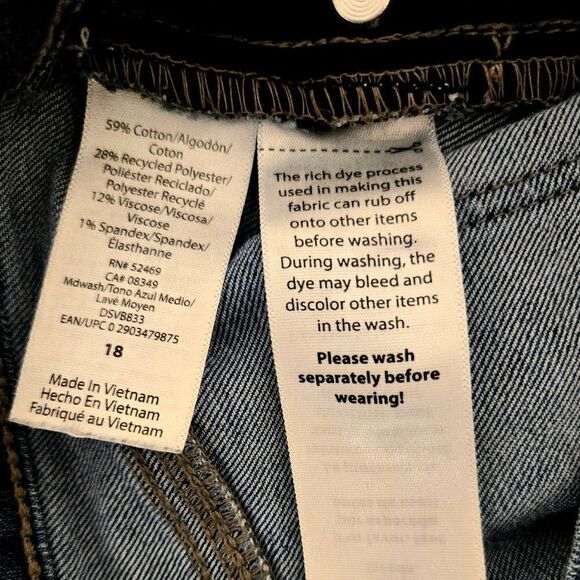 59% Cotton/Algodón/
Coton
28% Recycled Polyester/
Poliéster Reciclado/
Polyester Recyclé
12% Viscose/Viscosa/
Viscose
1% Spandex/Spandex/
Élasthanne
RN# 52469
CA# 08349
Mdwash/Tono Azul Medio/
Lavé Moyen
DSVB833
EAN/UPC 0 2903479875
18
Made In Vietnam
Hecho En Vietnam
Fabriqué au Vietnam
The rich dye process
used in making this
fabric can rub off
onto other items
before washing.
During washing, the
dye may bleed and
discolor other items
in the wash.
Please wash
separately before
wearing!